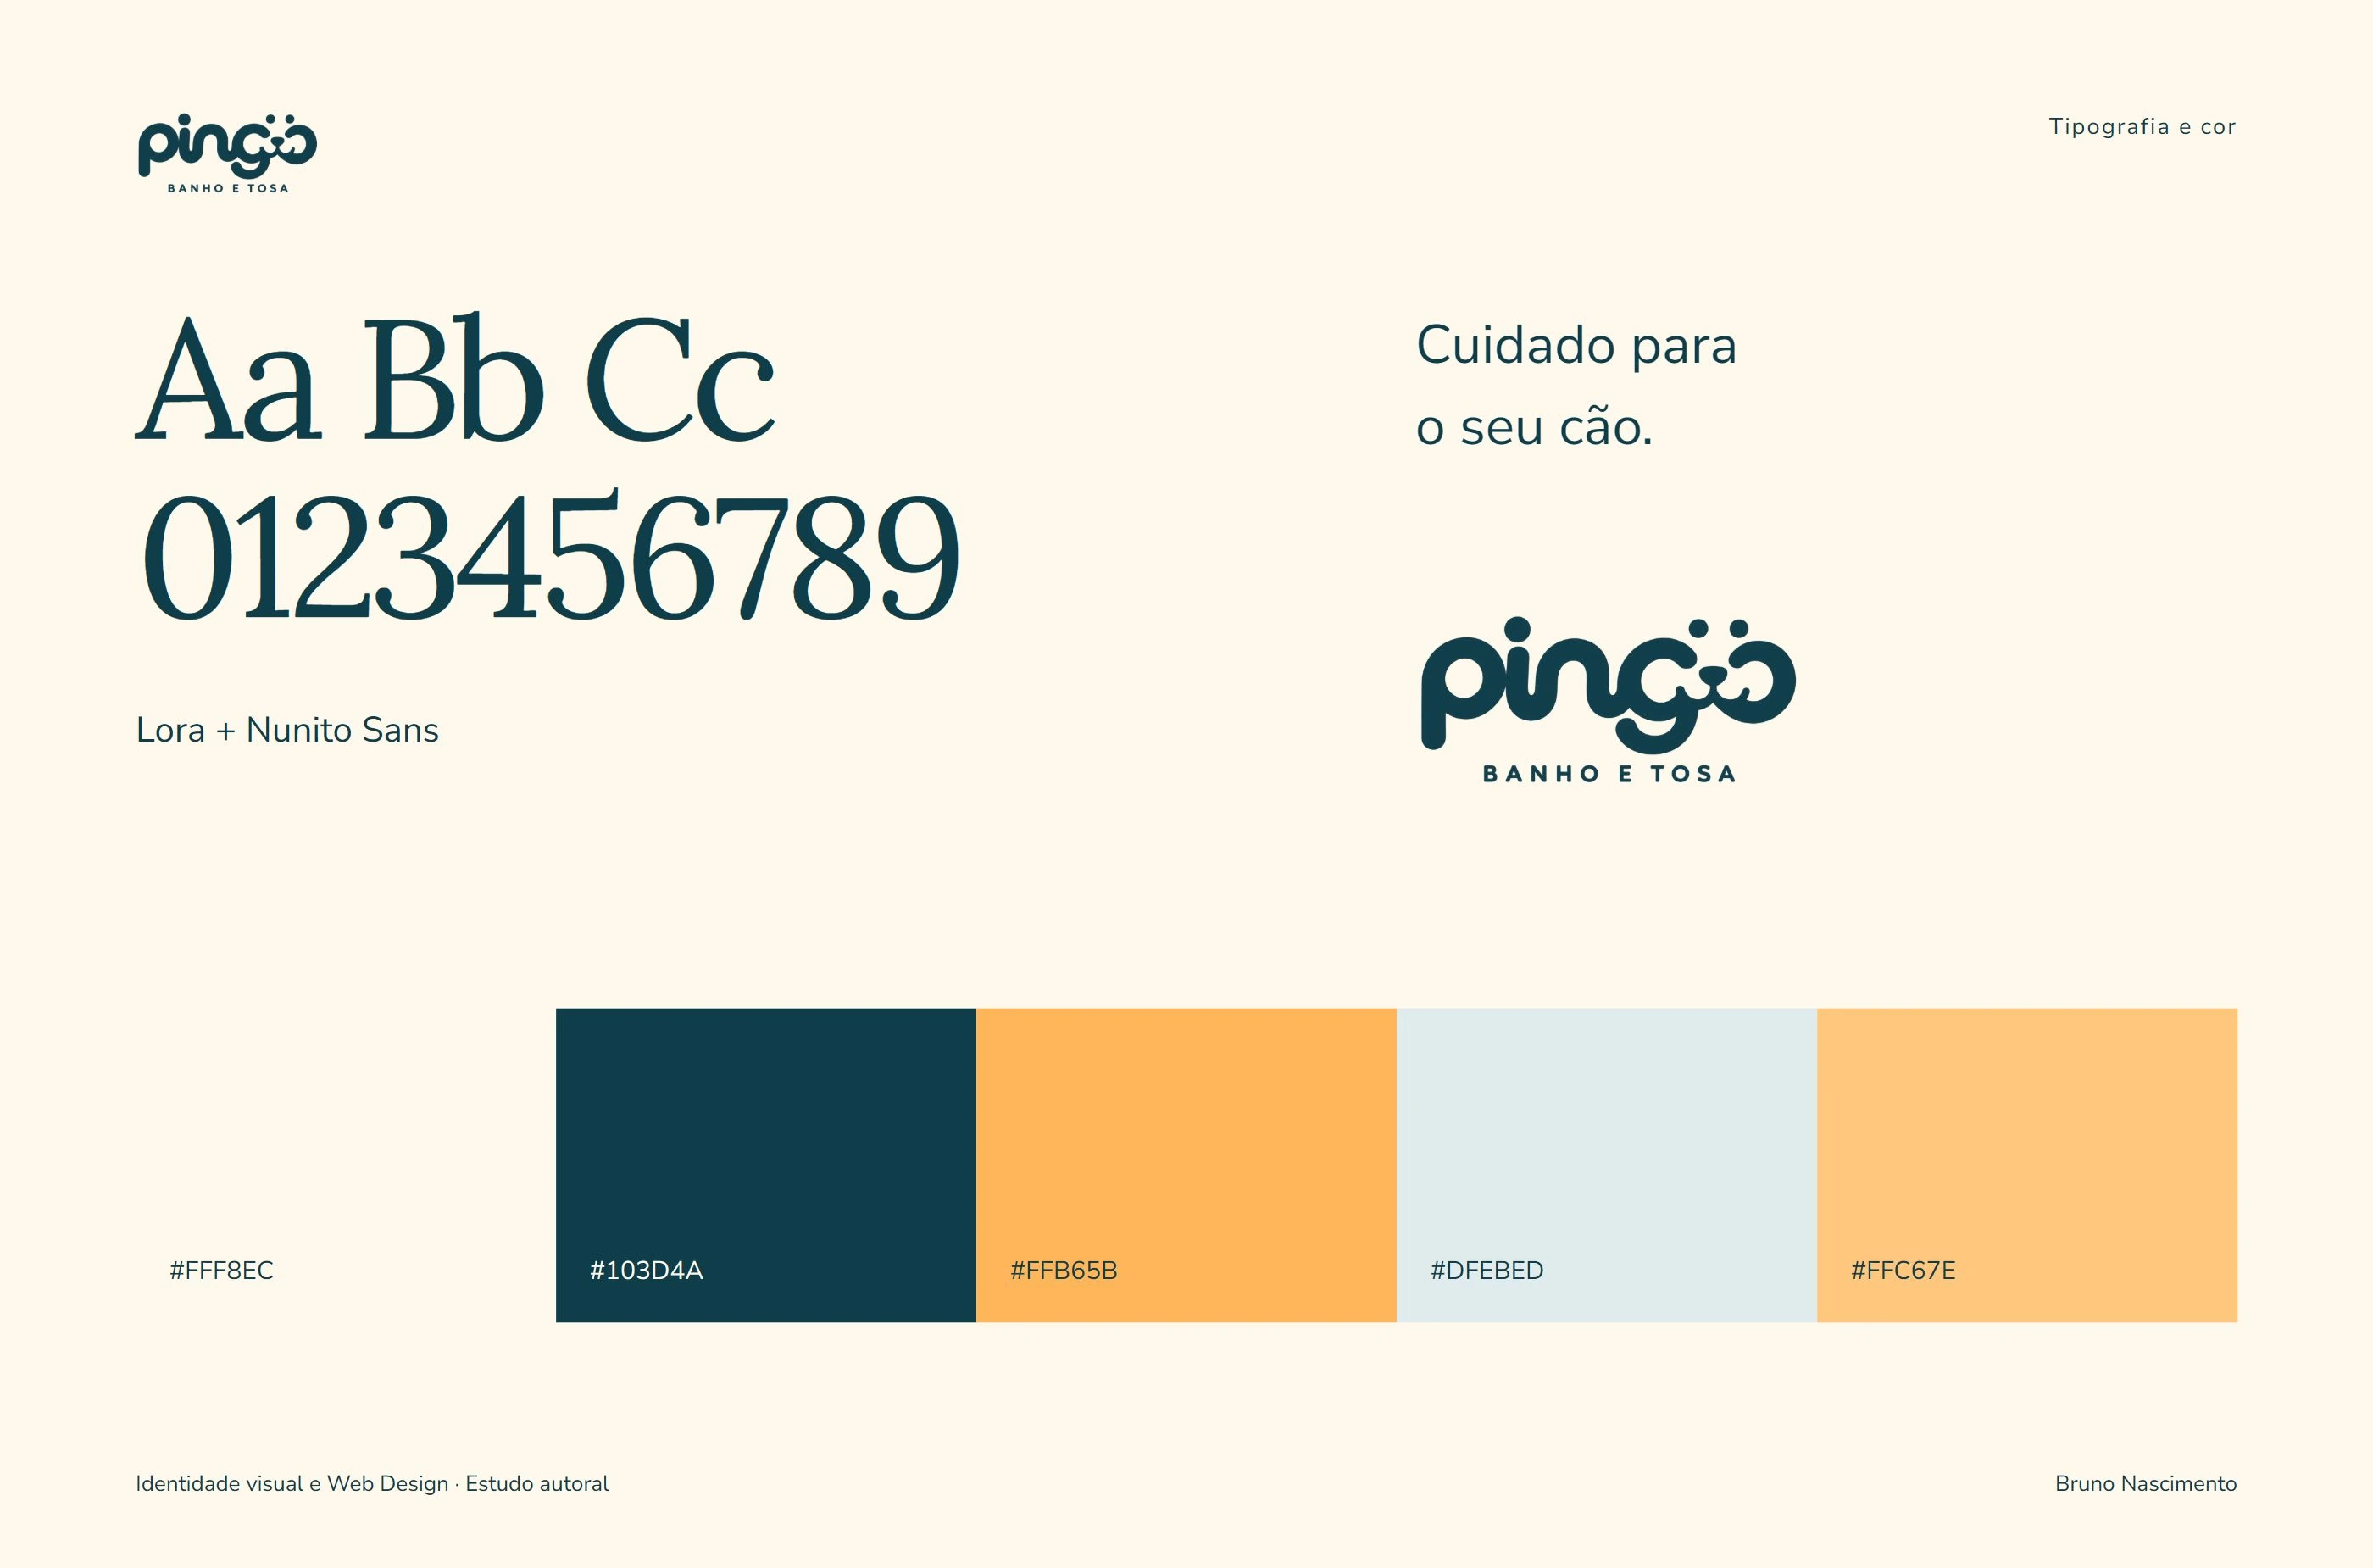 pingo
BANHO E TOSA
Tipografia e cor
Aa Bb Cc
0123456789
Lora + Nunito Sans
Cuidado para
o seu cão.
pingo
BANHO E TOSA
#FFF8EC
#103D4A
#FFB65B
#DFEBED
#FFC67E
Identidade visual e Web Design · Estudo autoral
Bruno Nascimento